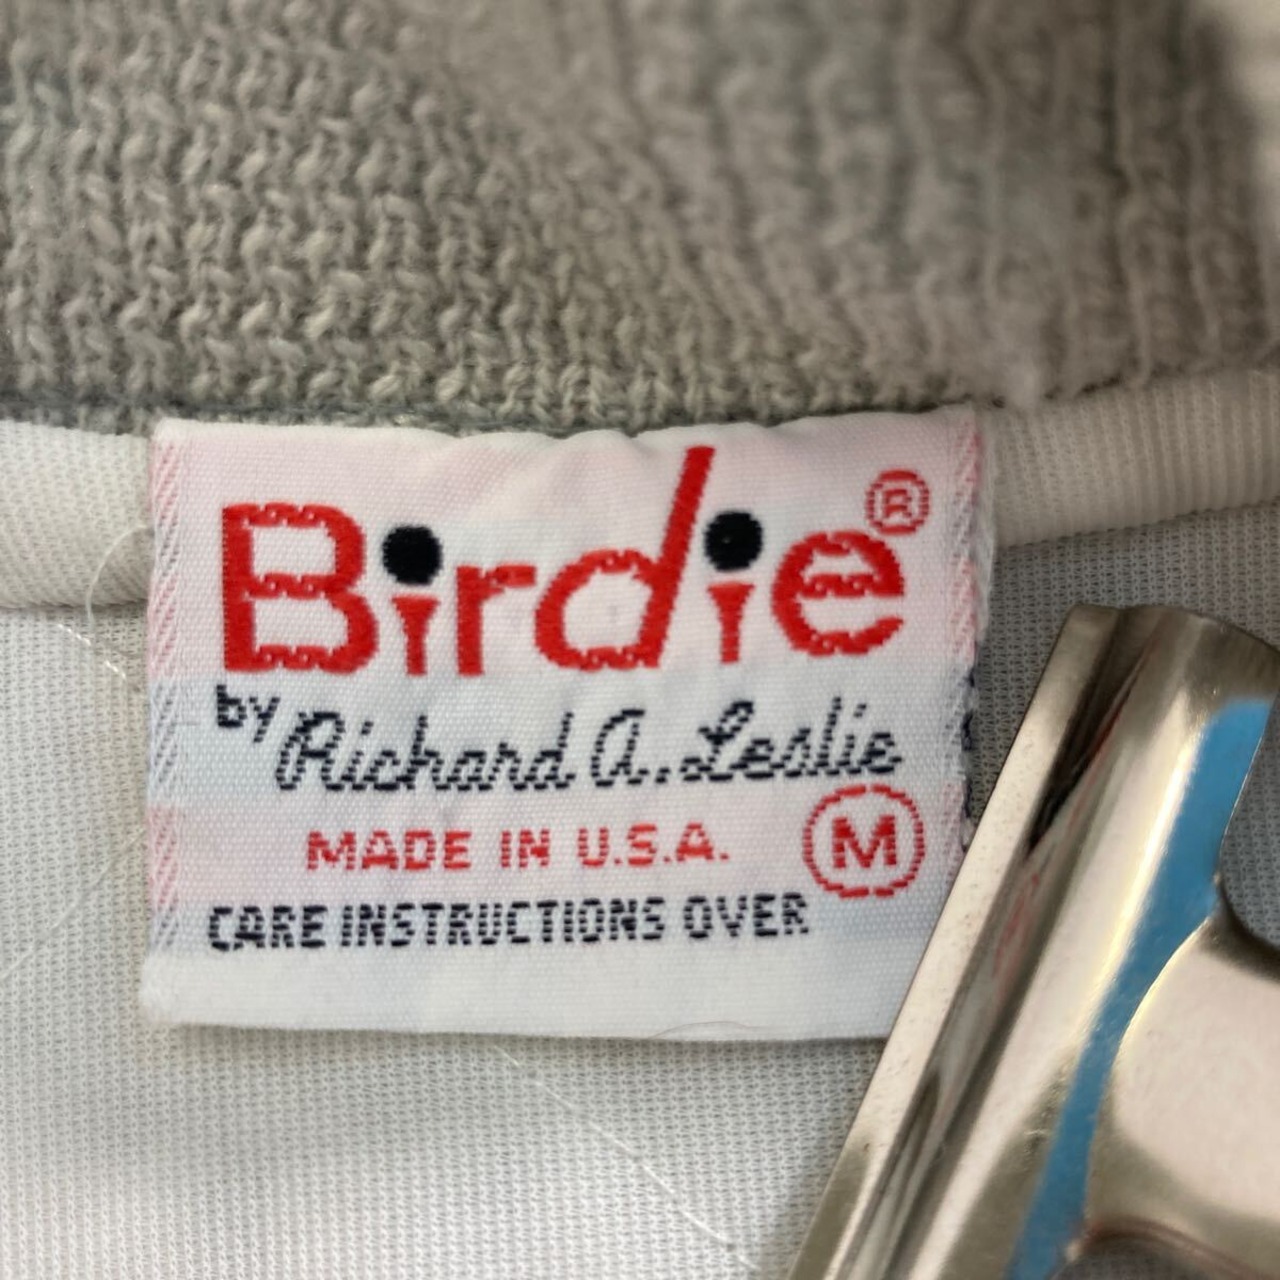 Birdie®
by Richard A. Leslie
MADE IN U.S.A. M
CARE INSTRUCTIONS OVER